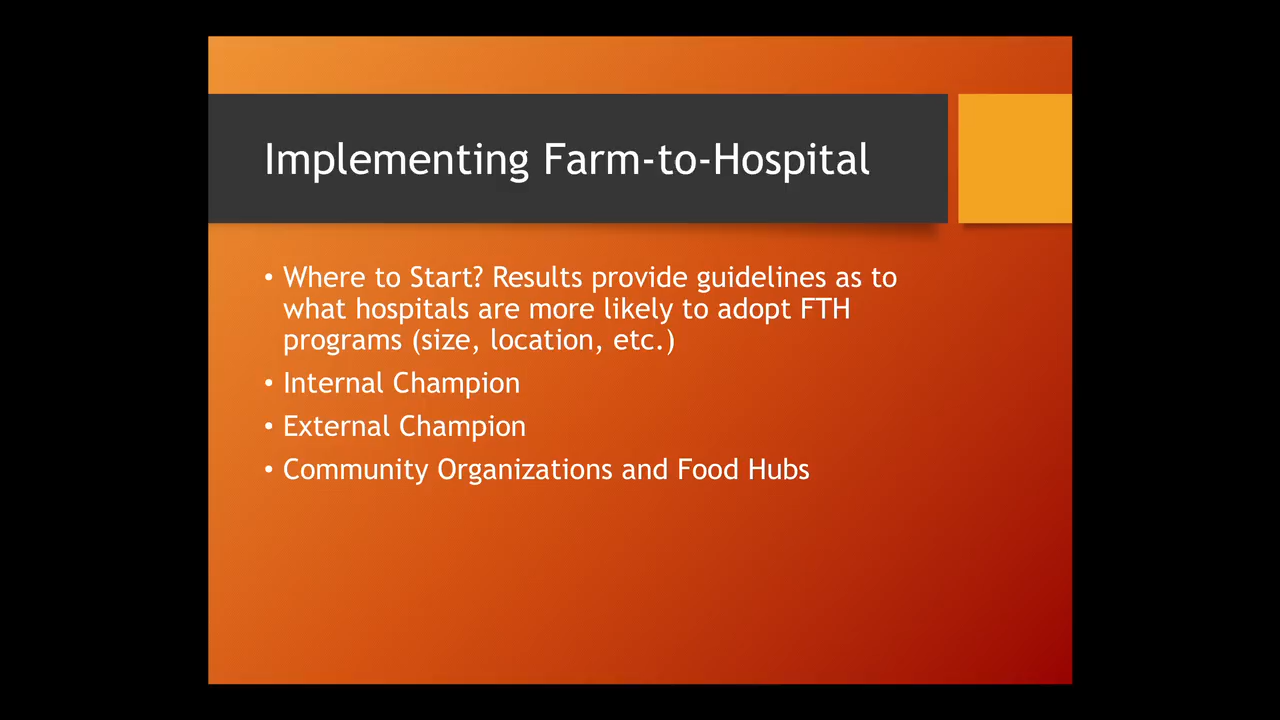 Implementing Farm-to-Hospital
• Where to Start? Results provide guidelines as to
what hospitals are more likely to adopt FTH
programs (size, location, etc.)
• Internal Champion
• External Champion
• Community Organizations and Food Hubs